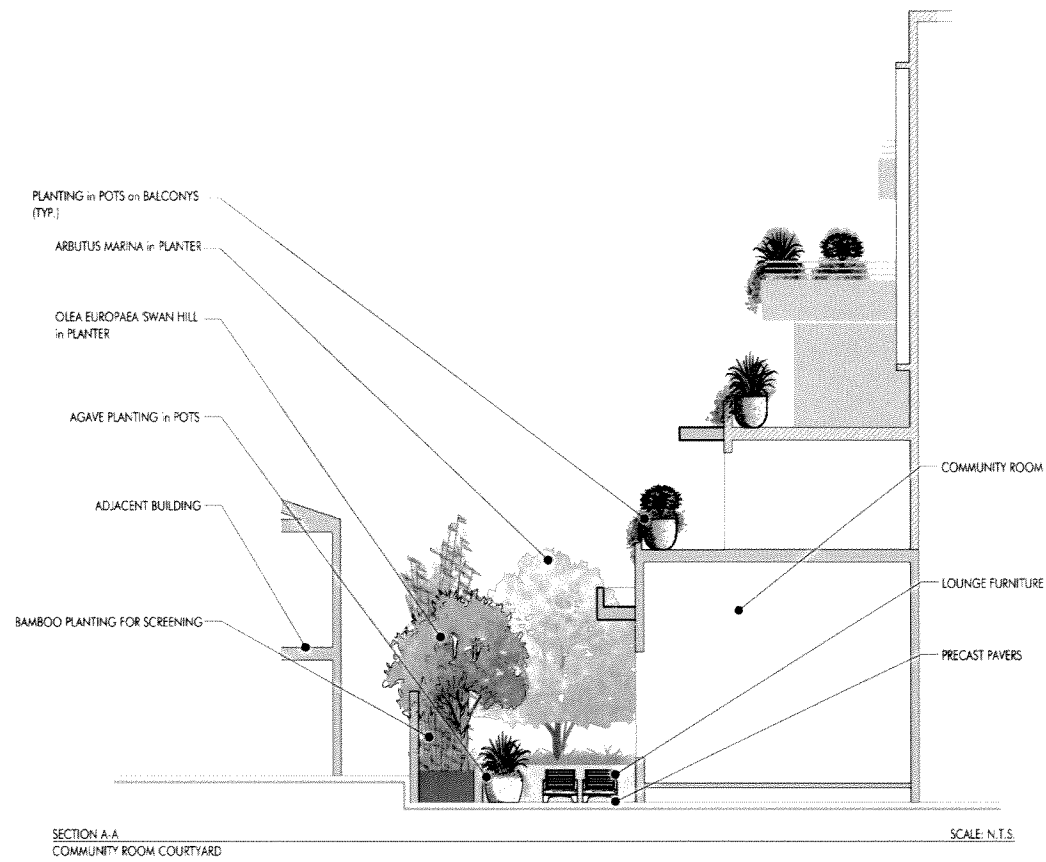 PLANTING in POTS on BALCONYS
(TYP.)
ARBUTUS MARINA in PLANTER
OLEA EUROPAEA 'SWAN HILL
in PLANTER
AGAVE PLANTING in POTS
ADJACENT BUILDING
BAMBOO PLANTING FOR SCREENING
COMMUNITY ROOM
LOUNGE FURNITURE
PRECAST PAVERS
SECTION A-A
SCALE: N.T.S.
COMMUNITY ROOM COURTYARD